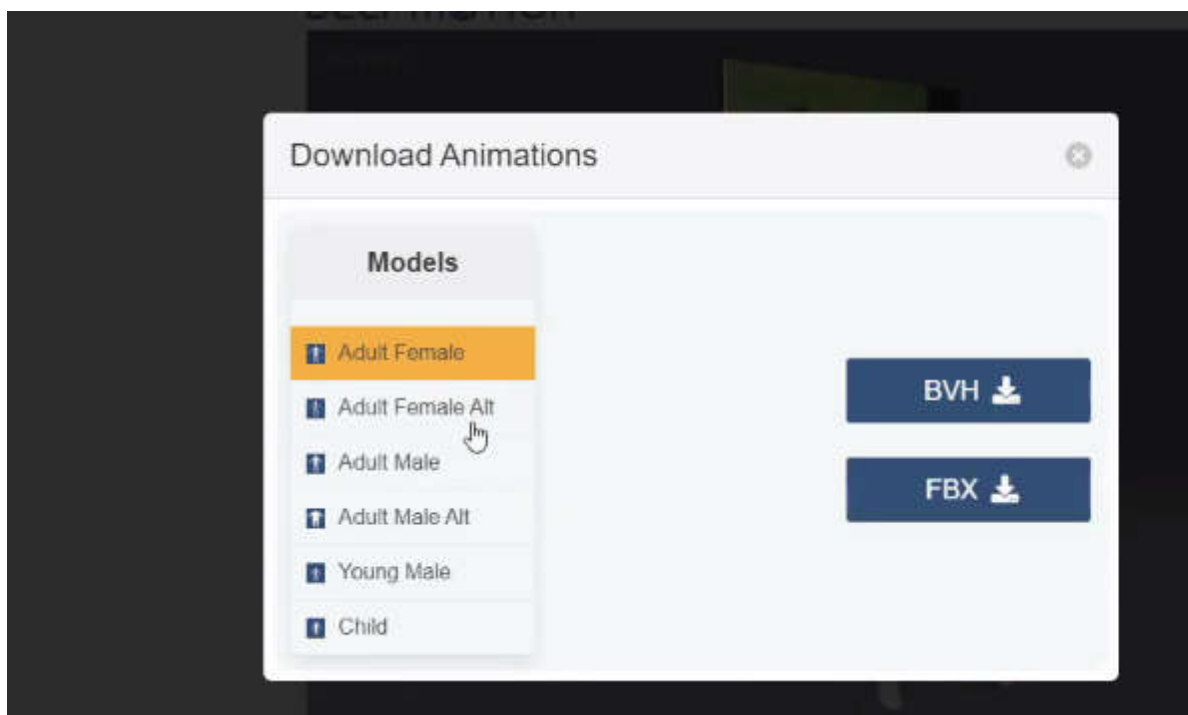 Download Animations
Models
Adult Female
Adult Female Alt
Adult Male
Adult Male Alt
Young Male
Child
BVH
FBX